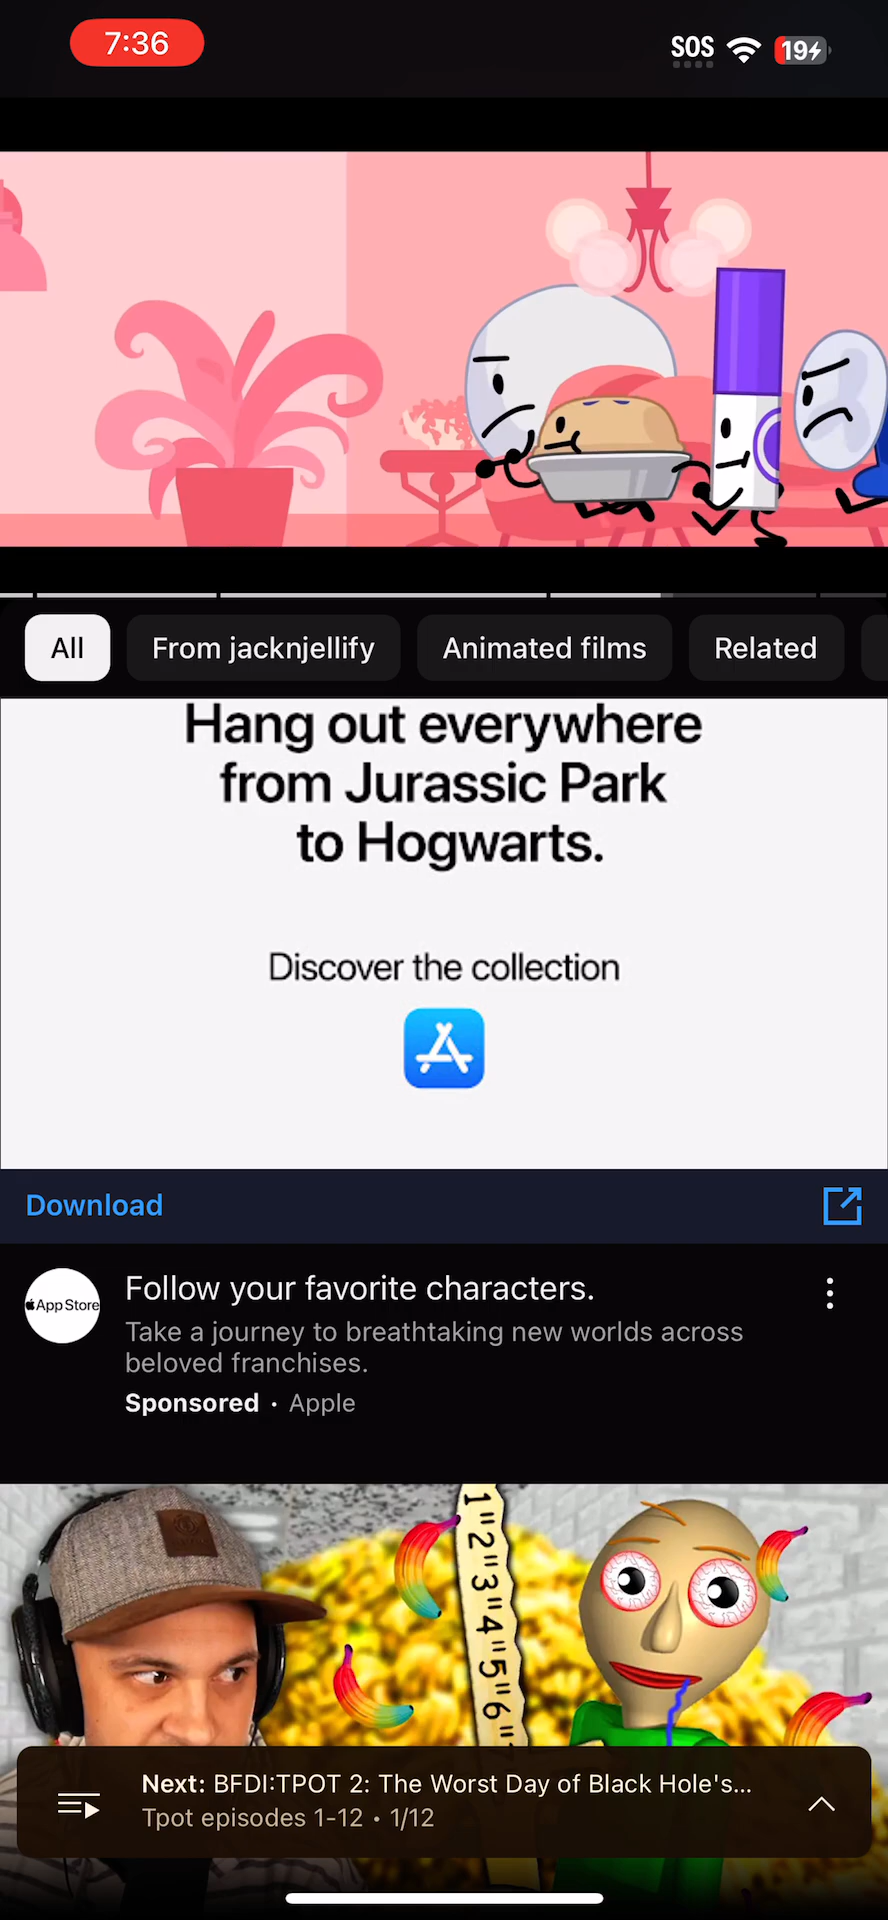 7:36
SOS
19
All
From jacknjellify
Animated films
Related
Hang out everywhere
from Jurassic Park
to Hogwarts.
Discover the collection
Download
App Store
Follow your favorite characters.
Take a journey to breathtaking new worlds across
beloved franchises.
Sponsored • Apple
1"2"3"4"5"6"
Next: BFDI:TPOT 2: The Worst Day of Black Hole's...
Tpot episodes 1-12 • 1/12